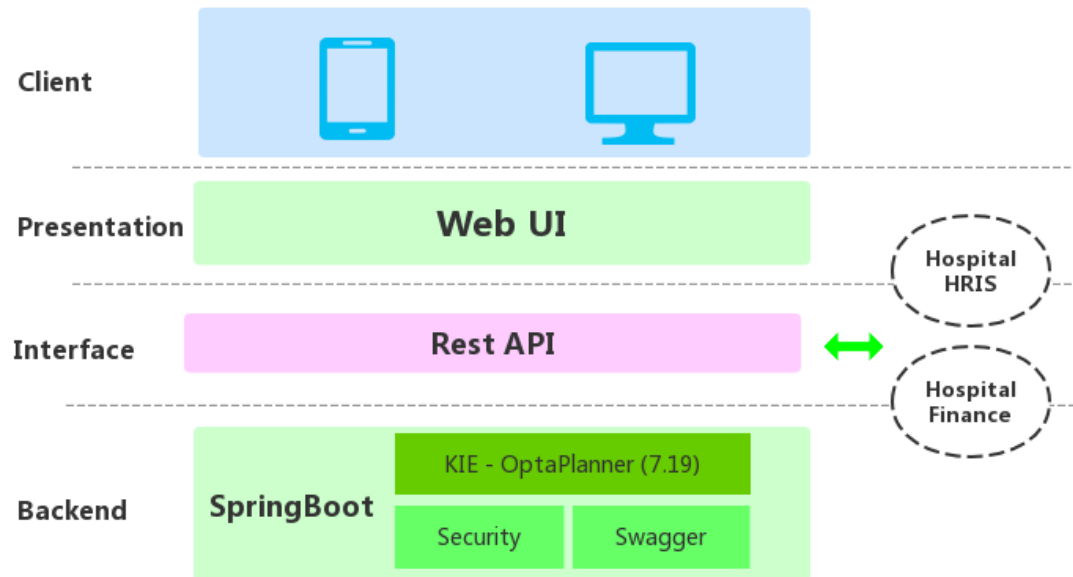 Client
Presentation
Web UI
Hospital
HRIS
Interface
Rest API
Hospital
Finance
Backend
SpringBoot
KIE - OptaPlanner (7.19)
Security
Swagger